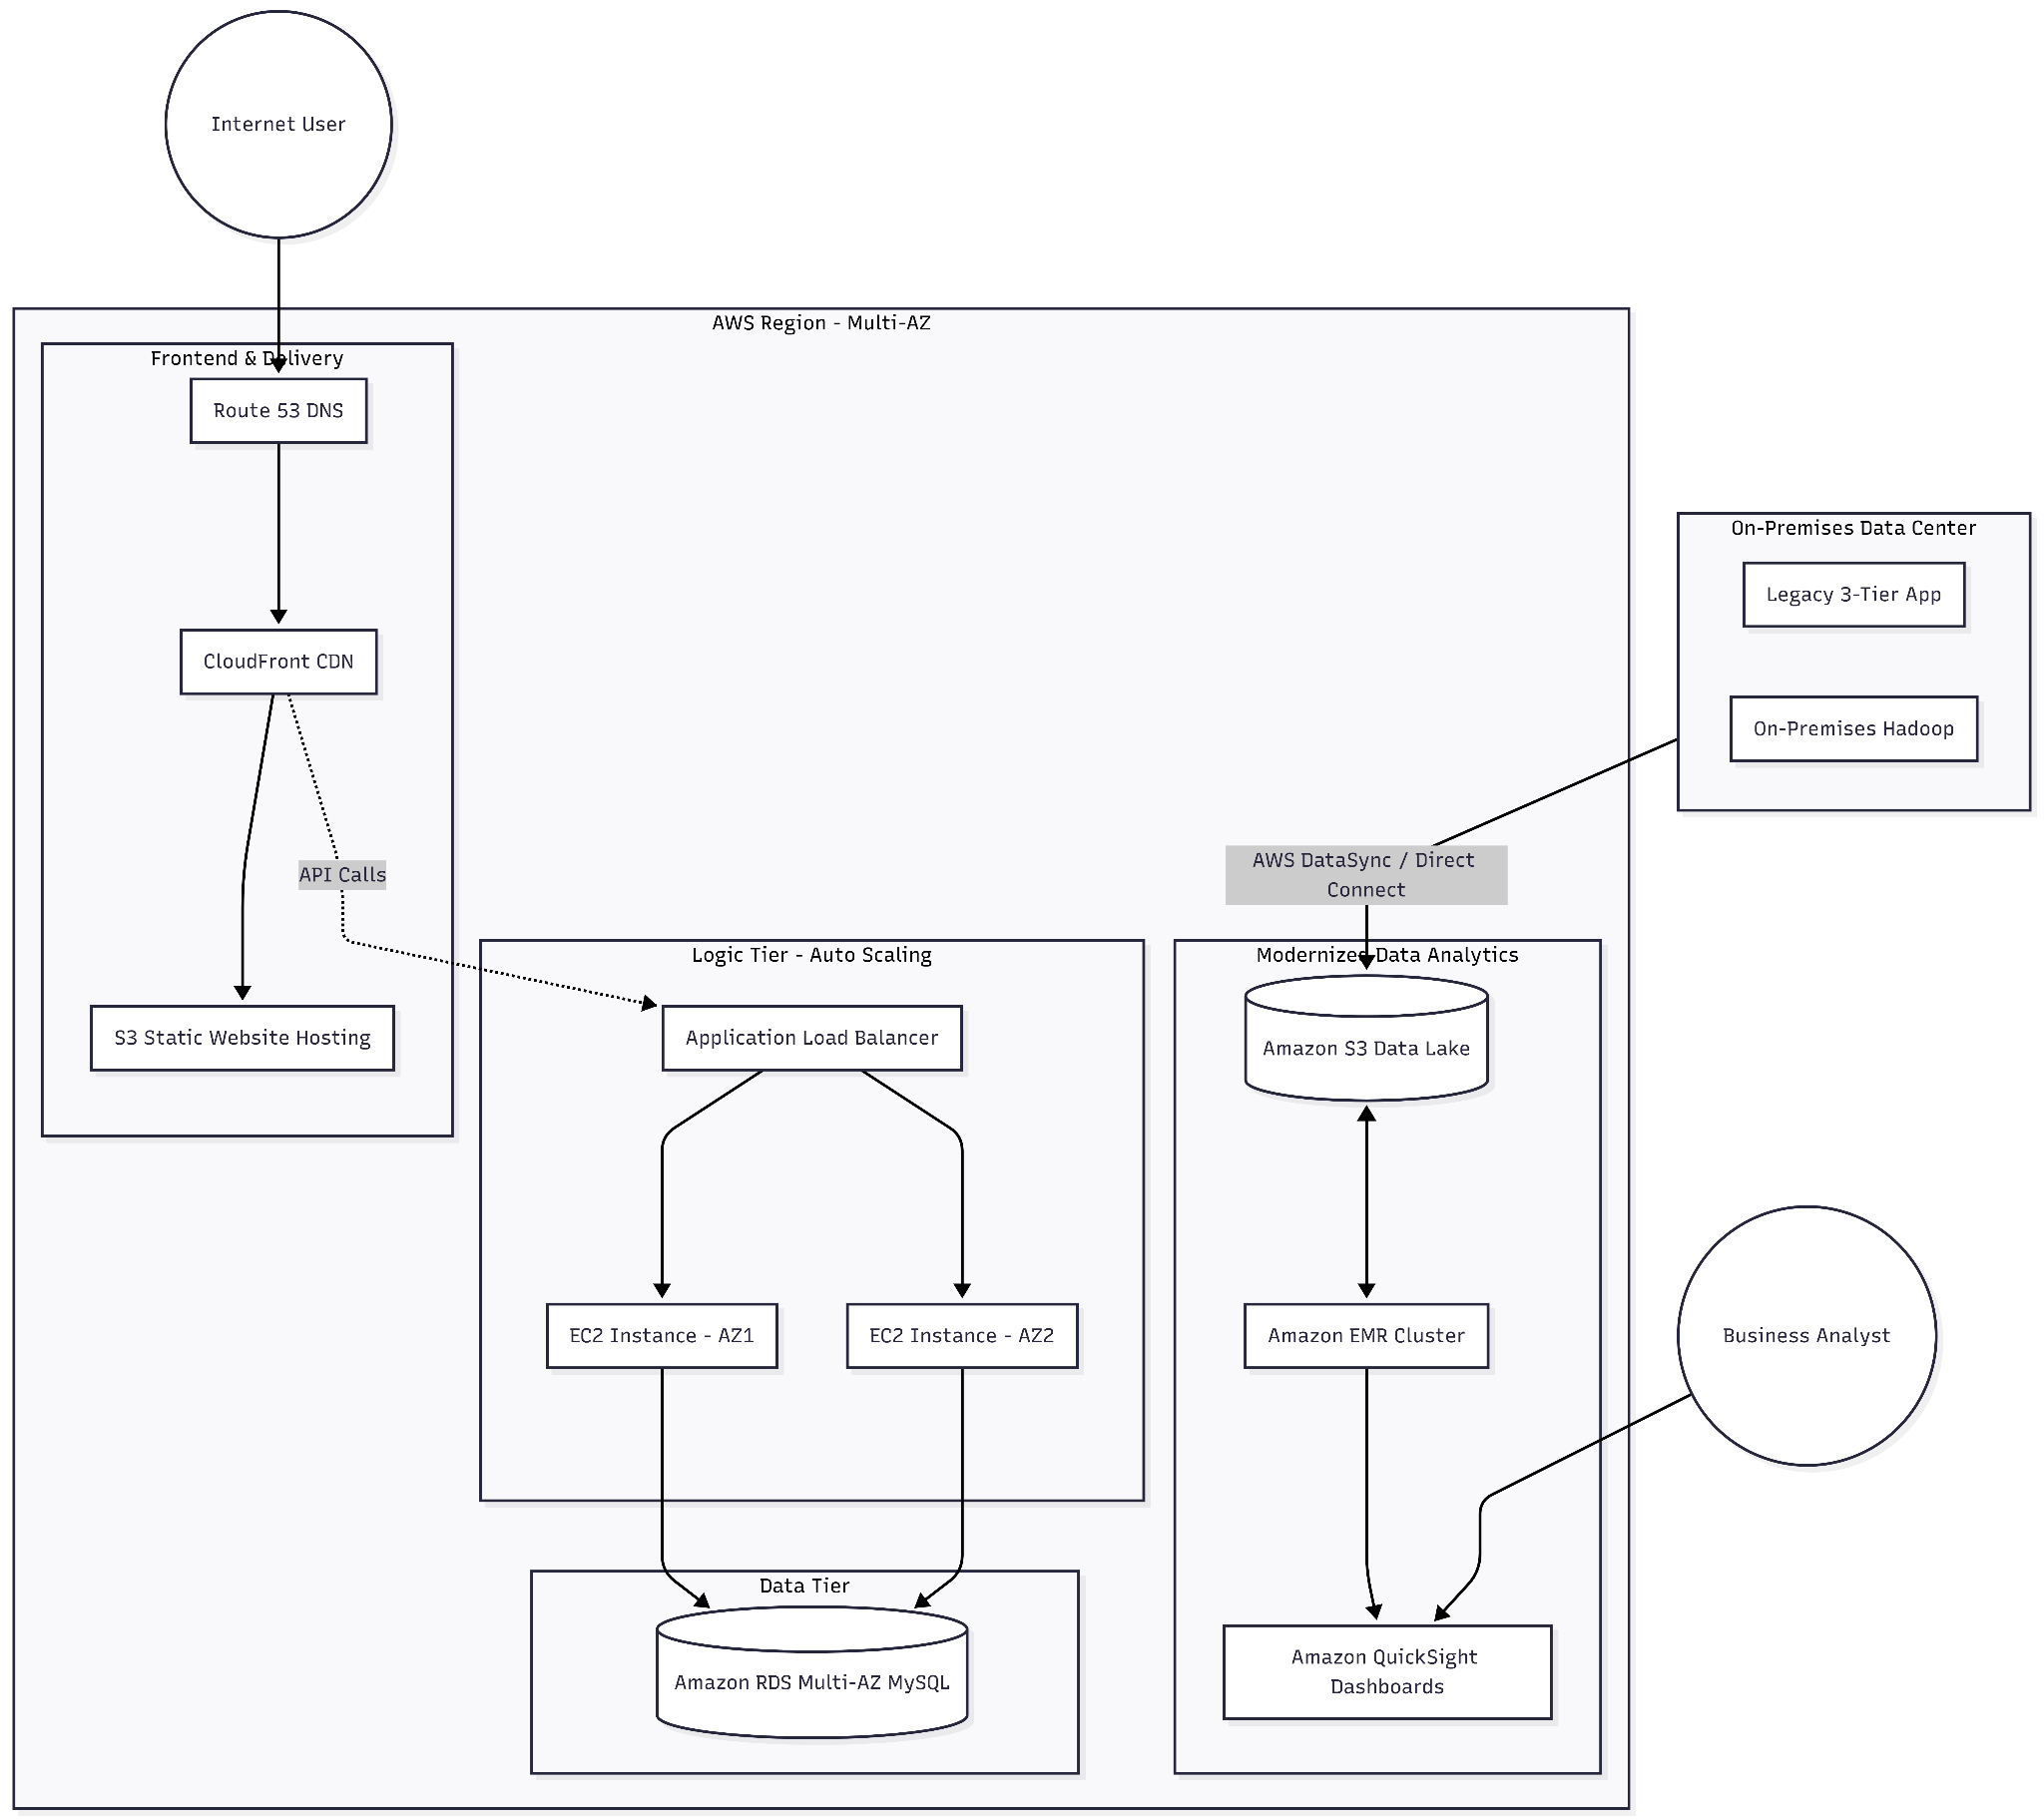 Internet User
AWS Region - Multi-AZ
Frontend & Delivery
Route 53 DNS
On-Premises Data Center
Legacy 3-Tier App
CloudFront CDN
On-Premises Hadoop
API Calls
AWS DataSync / Direct
Connect
Logic Tier - Auto Scaling
Modernized Data Analytics
S3 Static Website Hosting
Application Load Balancer
Amazon S3 Data Lake
EC2 Instance - AZ1
EC2 Instance - AZ2
Amazon EMR Cluster
Business Analyst
Data Tier
Amazon RDS Multi-AZ MySQL
Amazon QuickSight
Dashboards